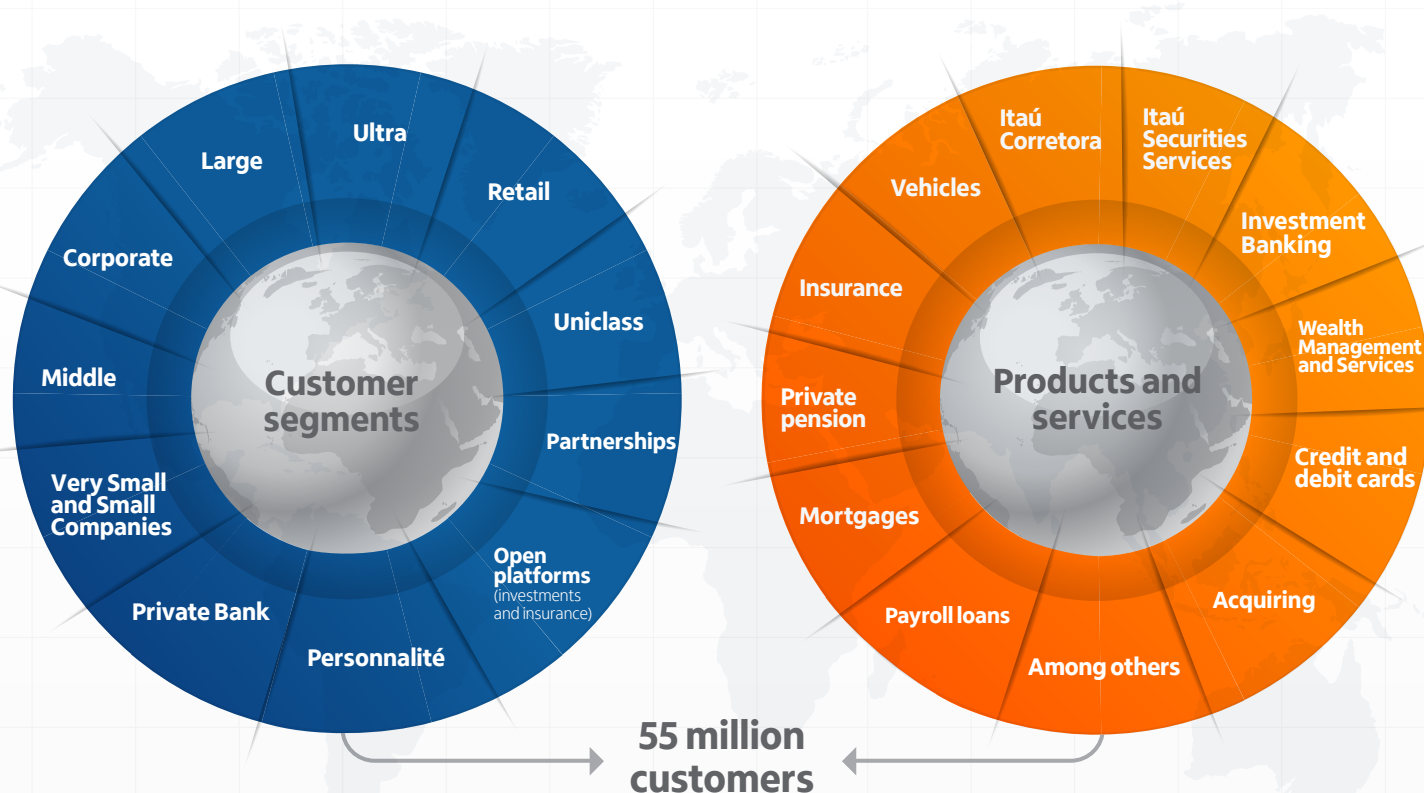 Customer
segments
Ultra
Retail
Uniclass
Partnerships
Open
platforms
(investments
and insurance)
Personnalité
Private Bank
Very Small
and Small
Companies
Middle
Corporate
Large
Products and
services
Itaú
Corretora
Itaú
Securities
Services
Investment
Banking
Wealth
Management
and Services
Credit and
debit cards
Acquiring
Among others
Payroll loans
Mortgages
Private
pension
Insurance
Vehicles
55 million
customers